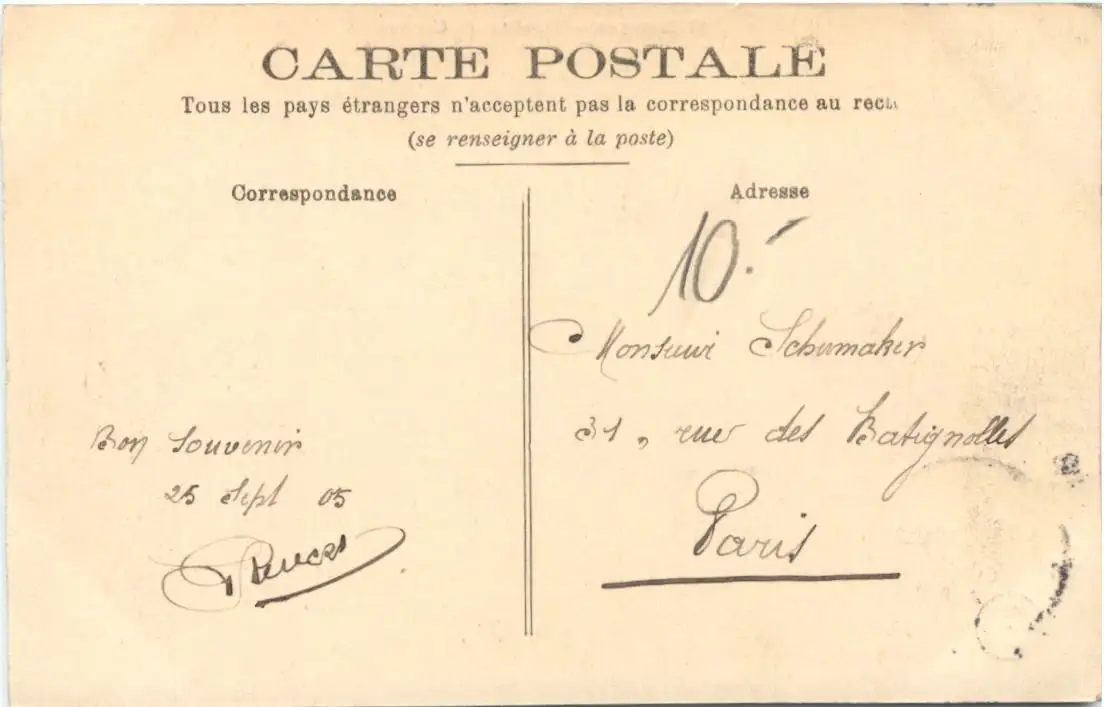 CARTE POSTALE
Tous les pays étrangers n'acceptent pas la correspondance au recto
(se renseigner à la poste)
Correspondance
Adresse
10.-
Monsieur Schumaker
31, rue des Batignolles
Paris
Bon Souvenir
25 Sept 05